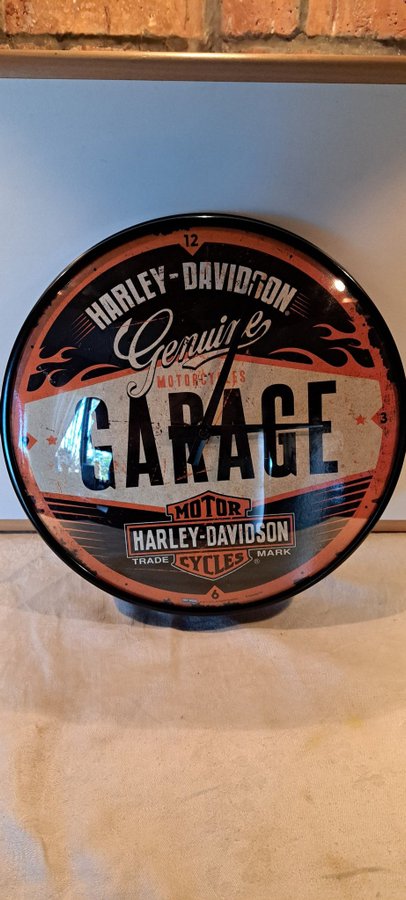 12
HARLEY-DAVIDSON
Genuine
MOTORCYCLES
GARAGE
3
MOTOR
HARLEY-DAVIDSON
TRADE MARK
CYCLES ®
6